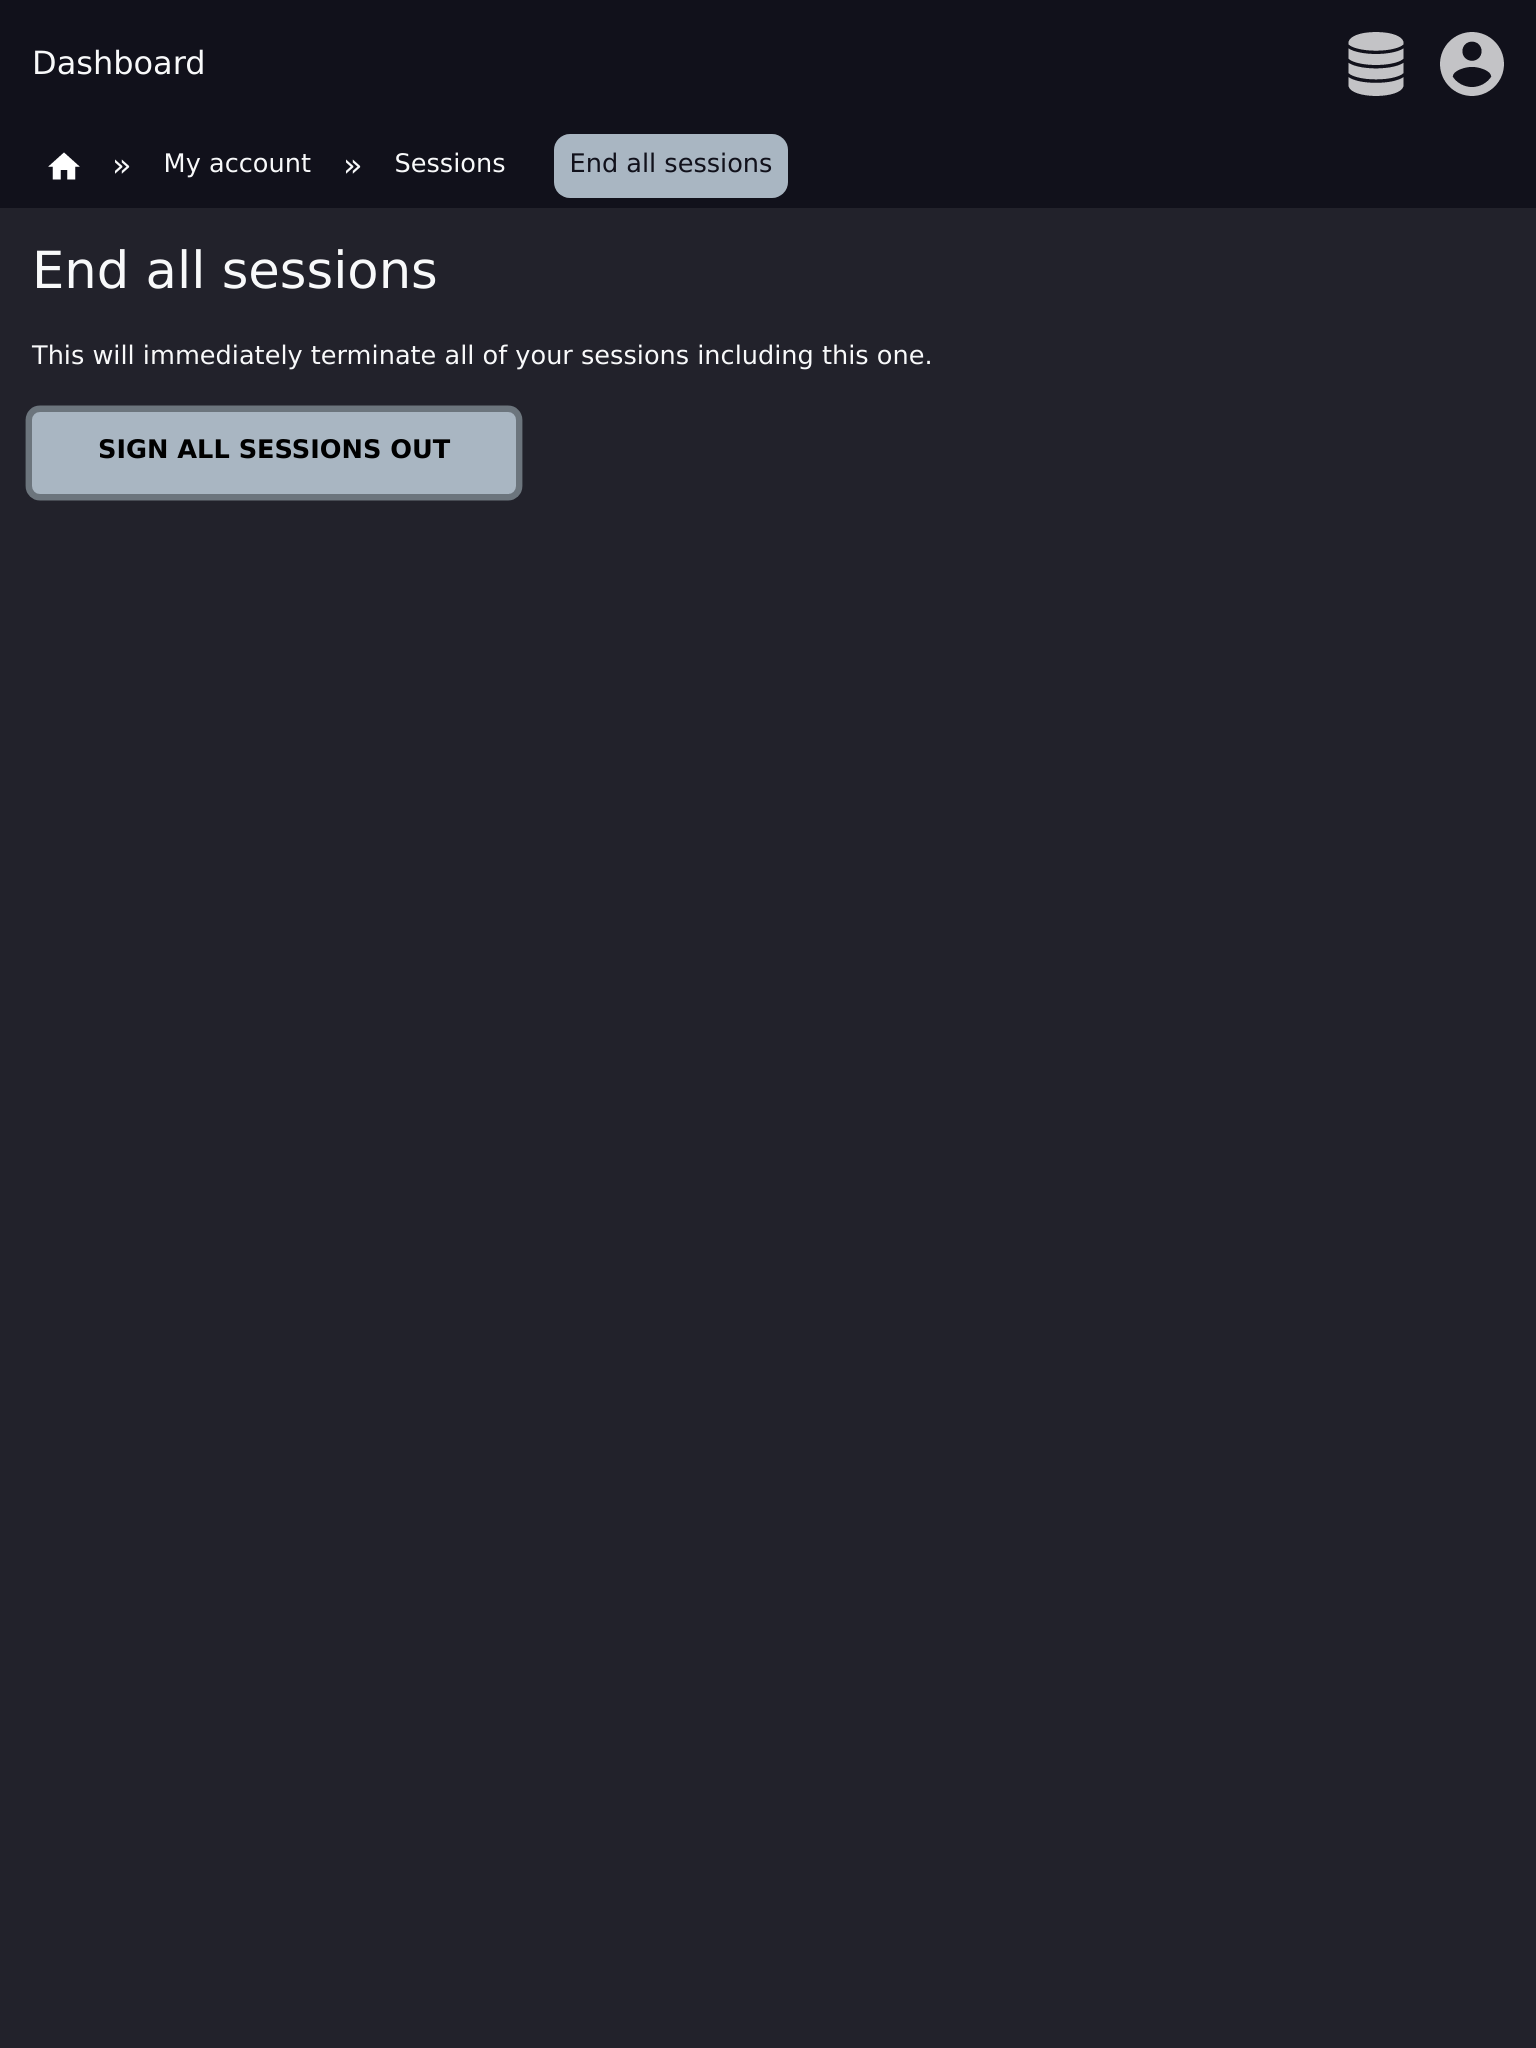 Dashboard
» My account » Sessions End all sessions
End all sessions
This will immediately terminate all of your sessions including this one.
SIGN ALL SESSIONS OUT